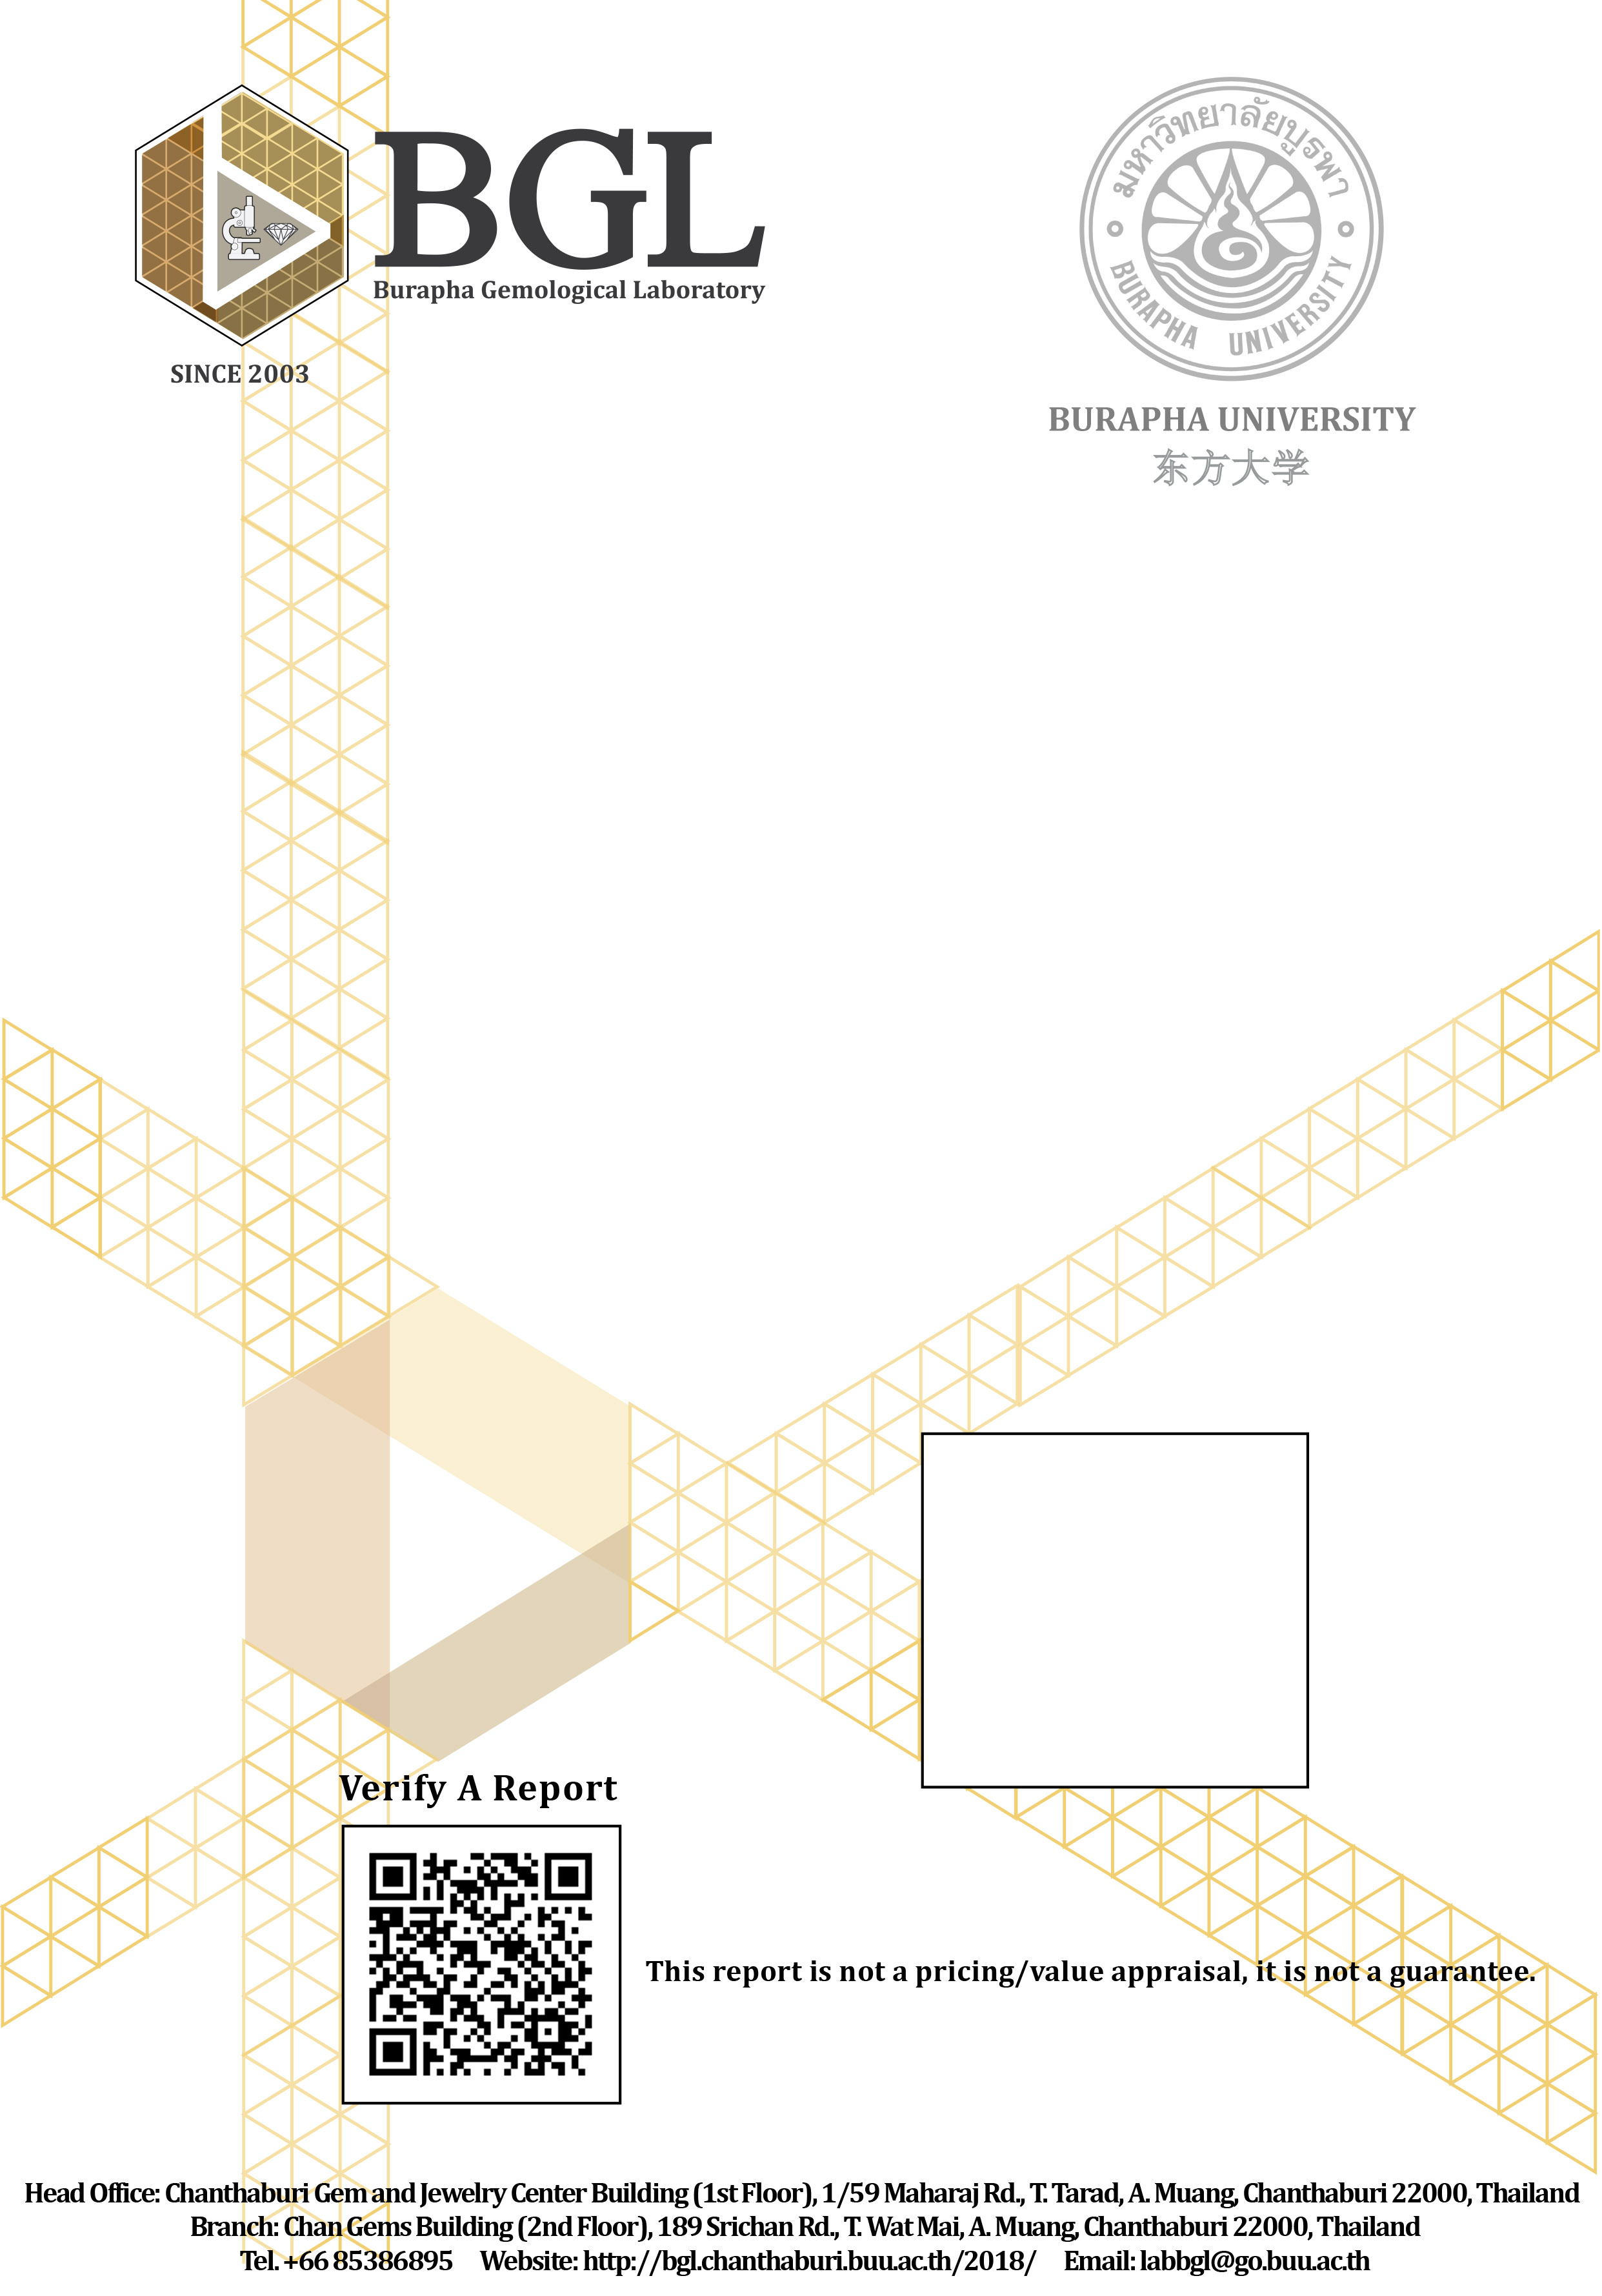 BGL
Burapha Gemological Laboratory
SINCE 2003
มหาวิทยาลัยบูรพา
BURAPHA UNIVERSITY
BURAPHA UNIVERSITY
东方大学
Verify A Report
This report is not a pricing/value appraisal, it is not a guarantee.
Head Office: Chanthaburi Gem and Jewelry Center Building (1st Floor), 1/59 Maharaj Rd., T. Tarad, A. Muang, Chanthaburi 22000, Thailand
Branch: Chan Gems Building (2nd Floor), 189 Srichan Rd., T. Wat Mai, A. Muang, Chanthaburi 22000, Thailand
Tel. +66 85386895 Website: http://bgl.chanthaburi.buu.ac.th/2018/ Email: labbgl@go.buu.ac.th